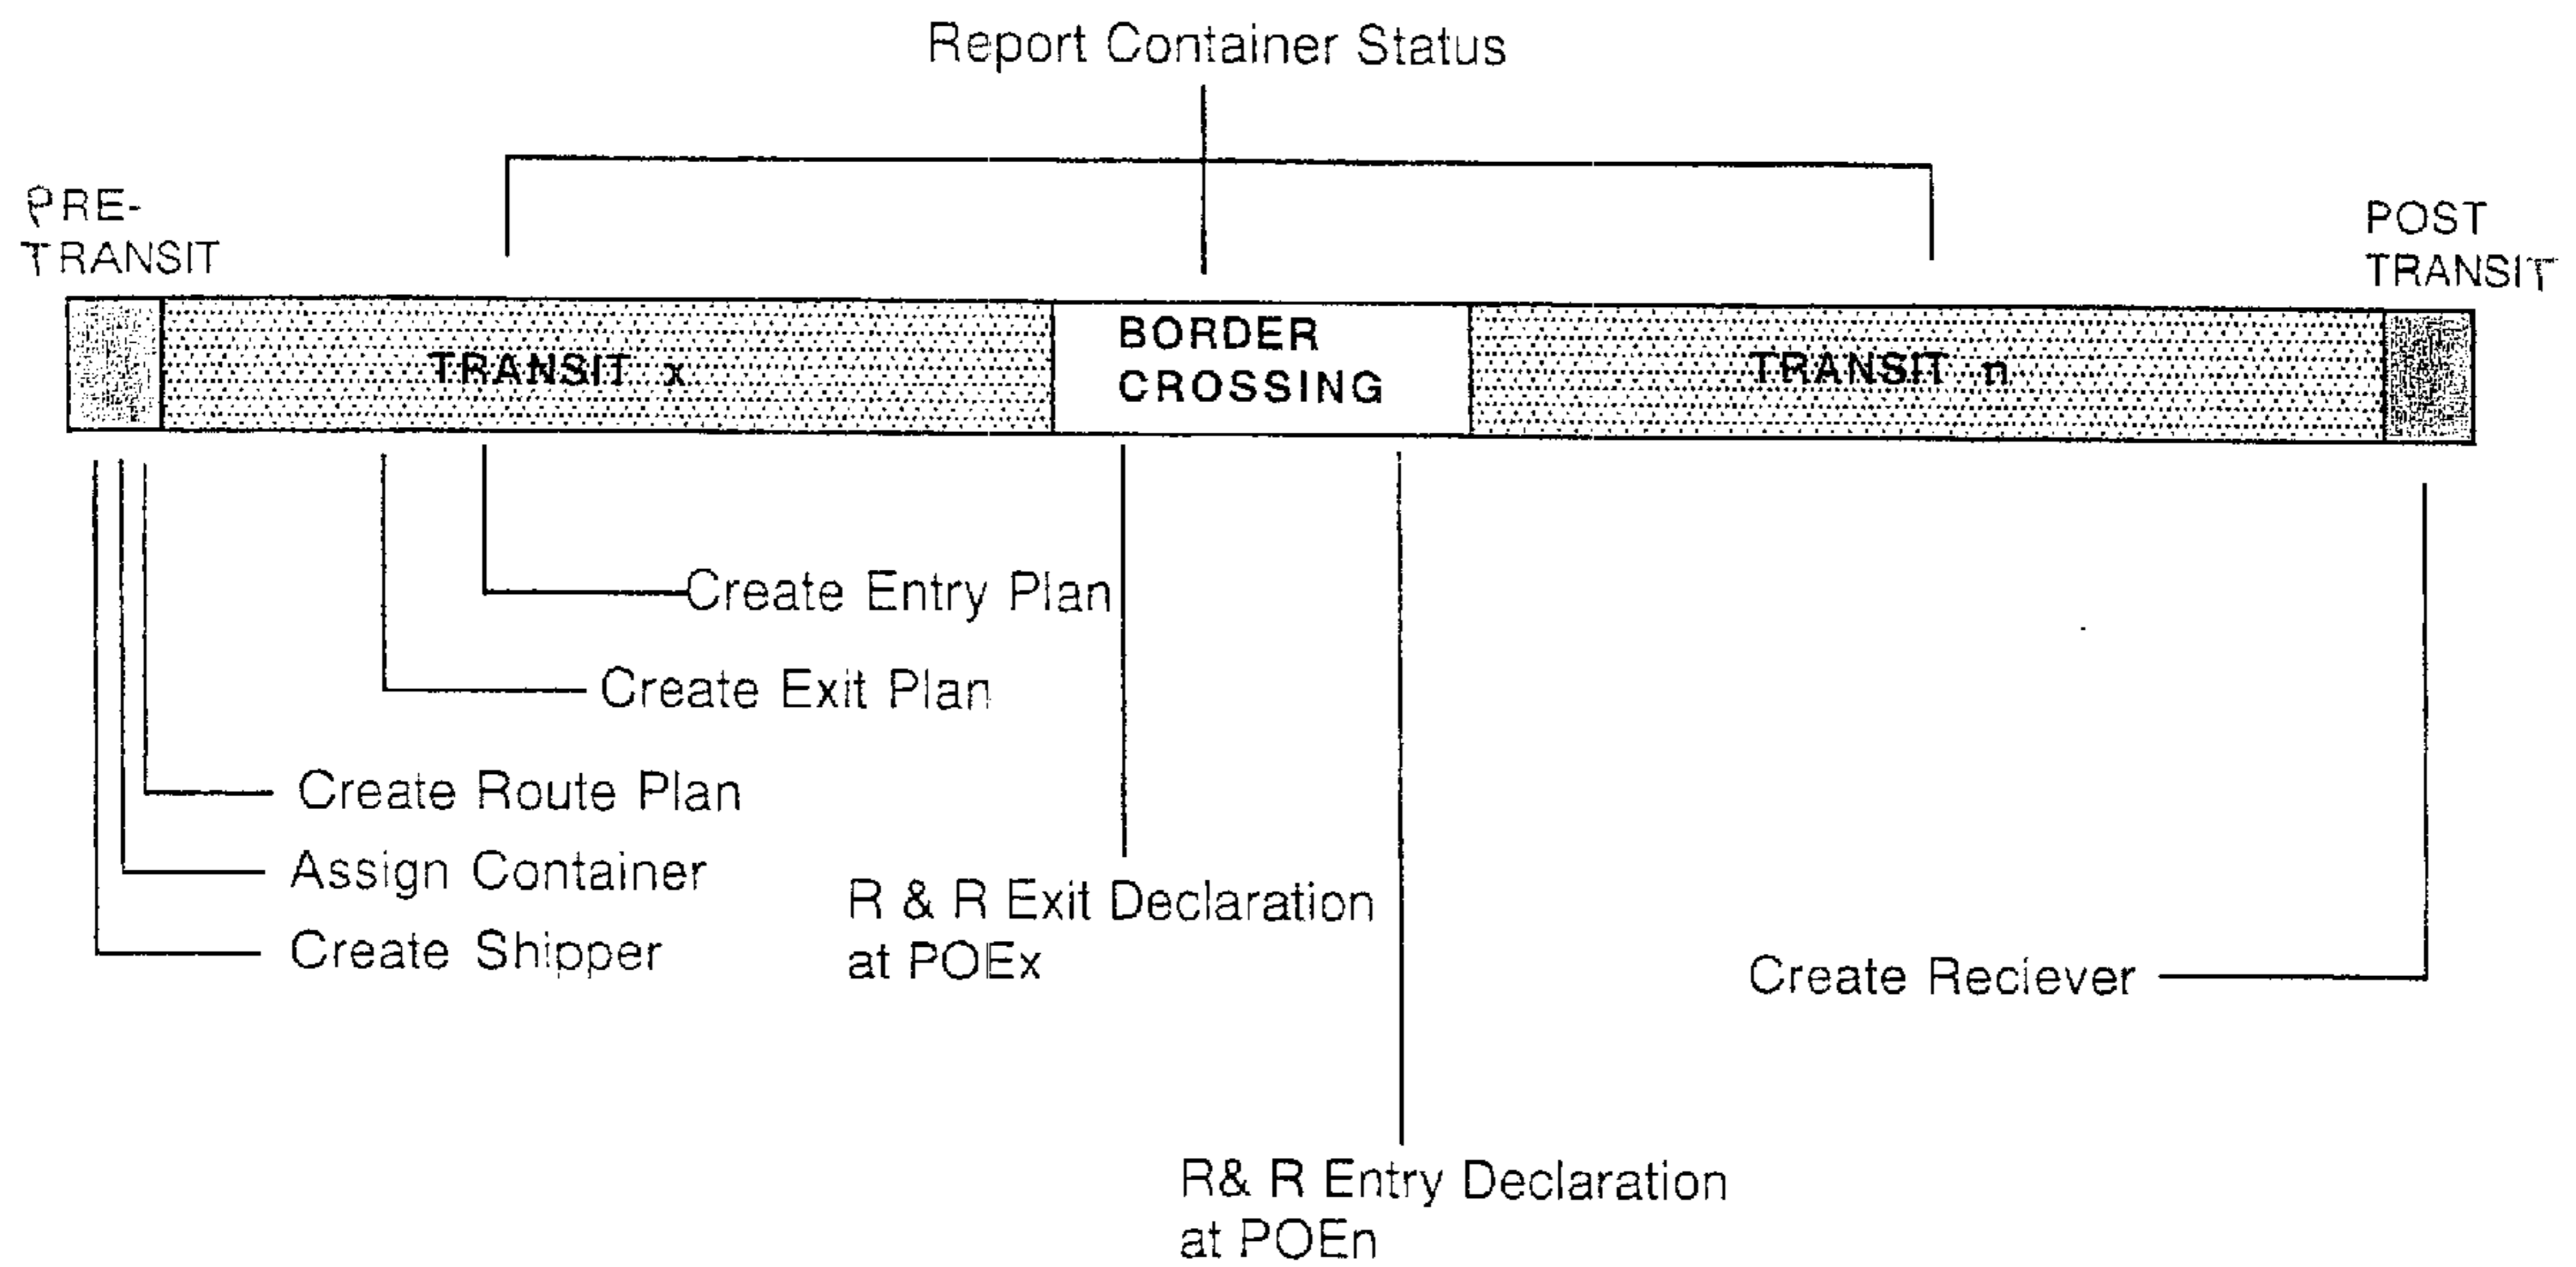 Report Container Status
PRE-
TRANSIT
POST
TRANSIT
TRANSIT x
BORDER
CROSSING
TRANSIT n
Create Entry Plan
Create Exit Plan
Create Route Plan
Assign Container
Create Shipper
R & R Exit Declaration
at POEx
Create Reciever
R& R Entry Declaration
at POEn